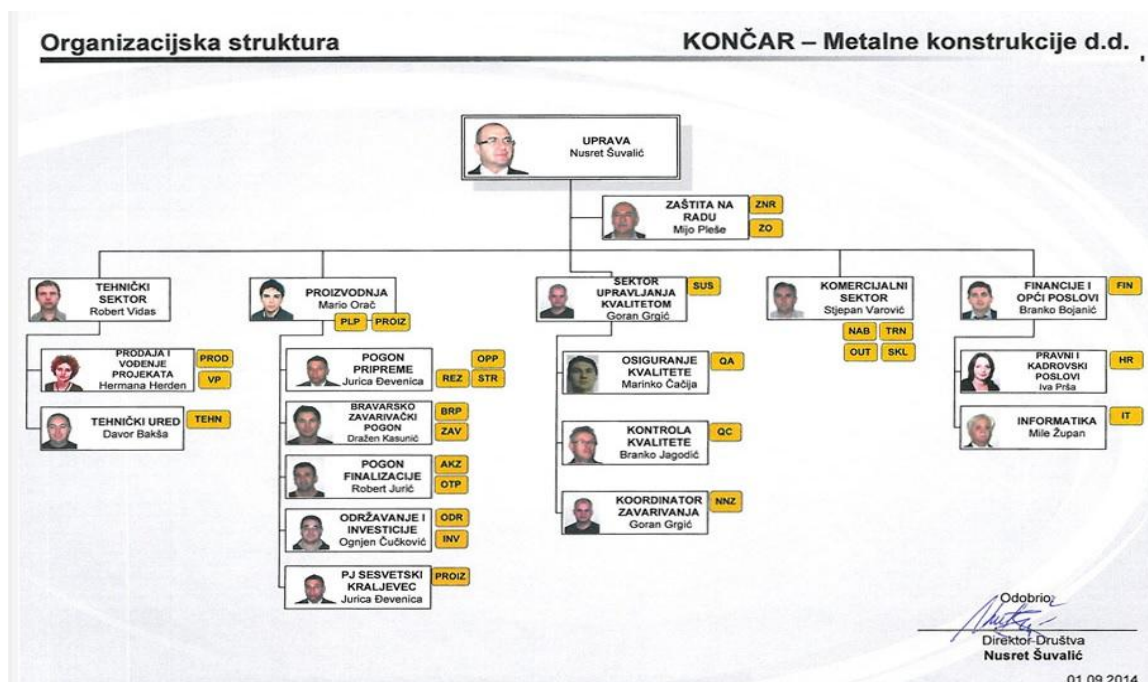 Organizacijska struktura
KONČAR – Metalne konstrukcije d.d.
UPRAVA
Nusret Šuvalić
ZAŠTITA NA
RADU
Mijo Pleše
ZNR
ZO
TEHNIČKI
SEKTOR
Robert Vidas
PRODAJA I
VOĐENJE
PROJEKATA
Hermana Herden
PROD
VP
TEHNIČKI URED
Davor Bakša
TEHN
PROIZVODNJA
Mario Orač
PLP
PROIZ
POGON
PRIPREME
Jurica Đevenica
OPP
REZ
STR
BRAVARSKO
ZAVARIVAČKI
POGON
Dražen Kasunić
BRP
ZAV
POGON
FINALIZACIJE
Robert Jurić
AKZ
OTP
ODRŽAVANJE I
INVESTICIJE
Ognjen Čučković
ODR
INV
PJ SESVETSKI
KRALJEVEC
Jurica Đevenica
PROIZ
SEKTOR
UPRAVLJANJA
KVALITETOM
Goran Grgić
SUS
OSIGURANJE
KVALITETE
Marinko Čačija
QA
KONTROLA
KVALITETE
Branko Jagodić
QC
KOORDINATOR
ZAVARIVANJA
Goran Grgić
NNZ
KOMERCIJALNI
SEKTOR
Stjepan Varović
NAB
TRN
OUT
SKL
FINANCIJE I
OPĆI POSLOVI
Branko Bojanić
FIN
PRAVNI I
KADROVSKI
POSLOVI
Iva Prša
HR
INFORMATIKA
Mile Župan
IT
Odobrio:
Direktor Društva
Nusret Šuvalić
01.09.2014